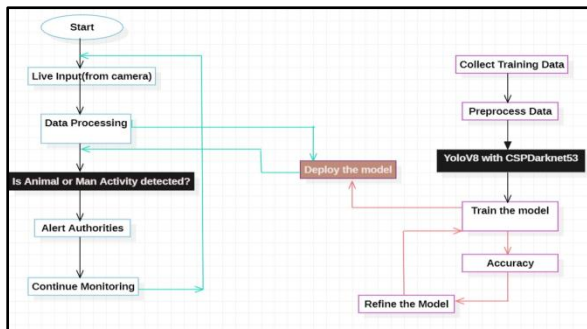 Start
Live Input(from camera)
Data Processing
Is Animal or Man Activity detected?
Alert Authorities
Continue Monitoring
Deploy the model
Collect Training Data
Preprocess Data
YoloV8 with CSPDarknet53
Train the model
Accuracy
Refine the Model